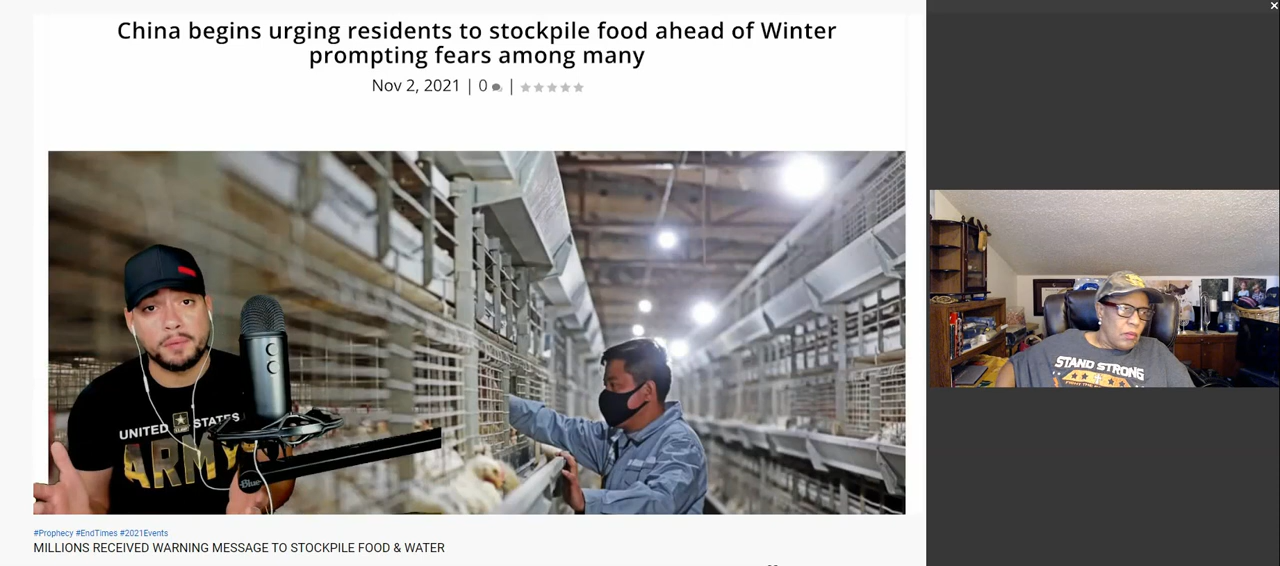 China begins urging residents to stockpile food ahead of Winter
prompting fears among many
Nov 2, 2021 | 0 |
UNITED STATES
ARMY
Blue
STAND STRONG
#Prophecy #EndTimes #2021Events
MILLIONS RECEIVED WARNING MESSAGE TO STOCKPILE FOOD & WATER